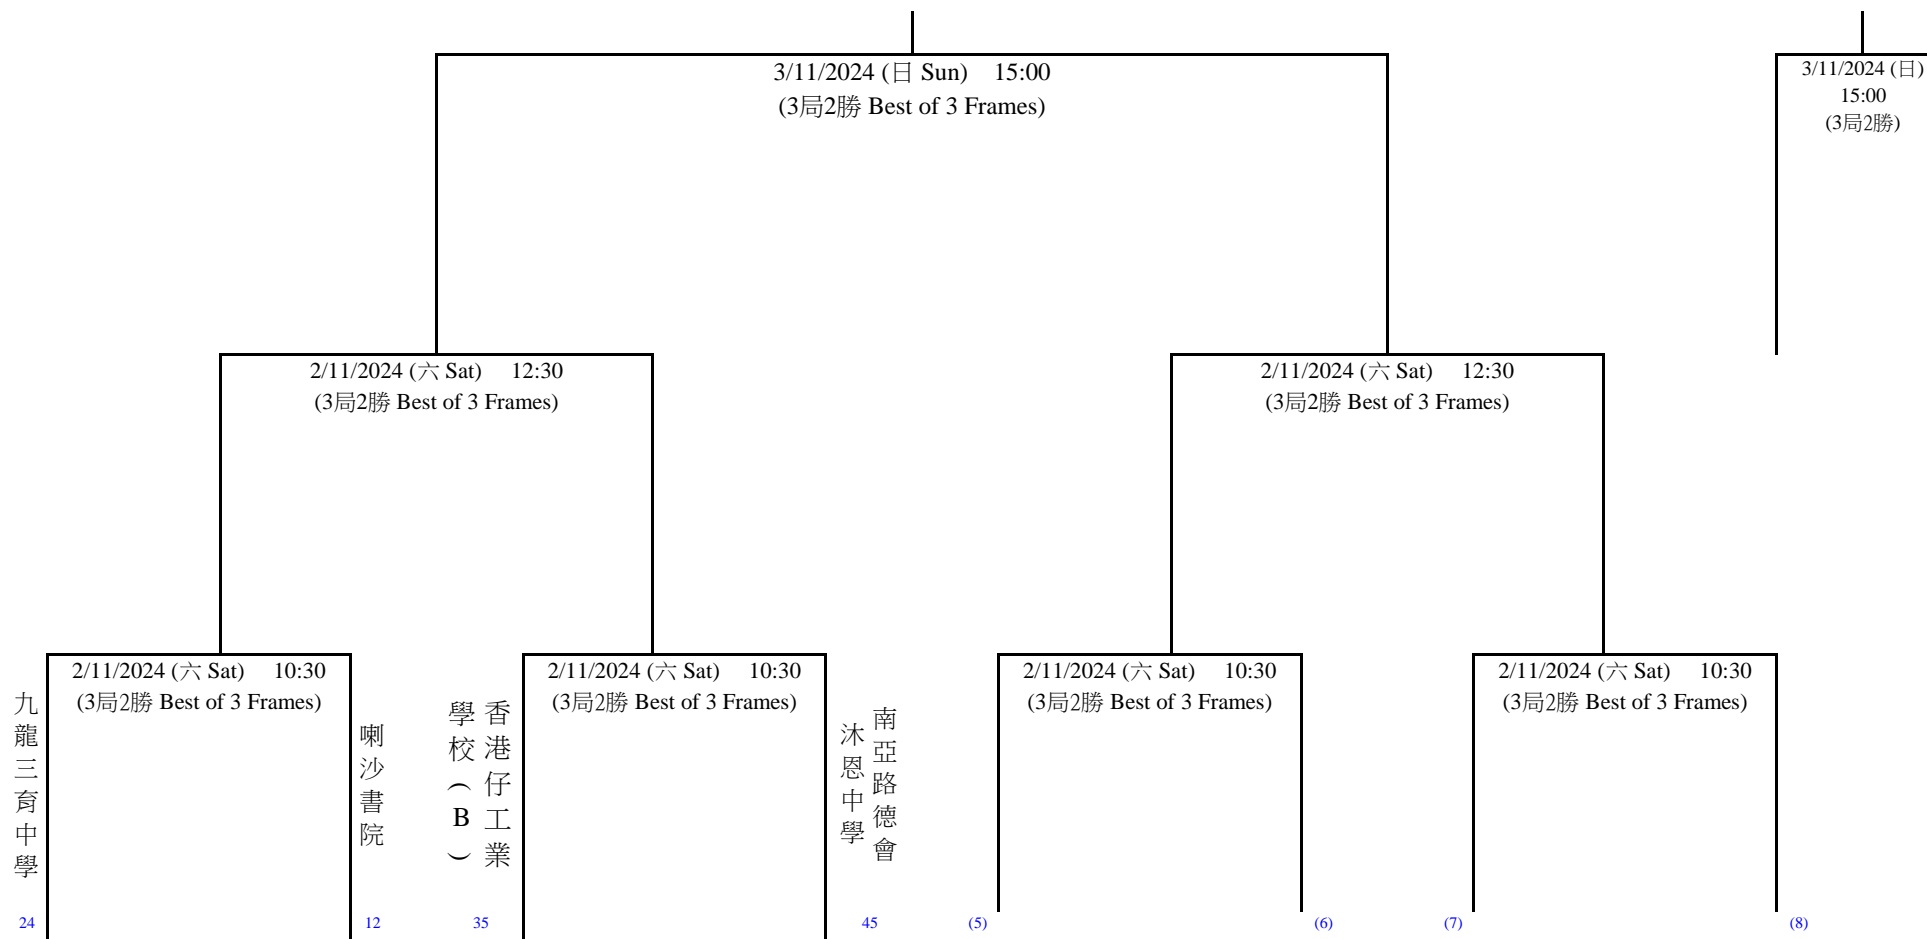 3/11/2024 (日 Sun) 15:00
(3局2勝 Best of 3 Frames)
3/11/2024 (日)
15:00
(3局2勝)
2/11/2024 (六 Sat) 12:30
(3局2勝 Best of 3 Frames)
2/11/2024 (六 Sat) 12:30
(3局2勝 Best of 3 Frames)
2/11/2024 (六 Sat) 10:30
(3局2勝 Best of 3 Frames)
2/11/2024 (六 Sat) 10:30
(3局2勝 Best of 3 Frames)
2/11/2024 (六 Sat) 10:30
(3局2勝 Best of 3 Frames)
2/11/2024 (六 Sat) 10:30
(3局2勝 Best of 3 Frames)
九龍三育中學
喇沙書院
香港仔工業
學校（B）
南亞路德會
沐恩中學
24
12
35
45
(5)
(6)
(7)
(8)